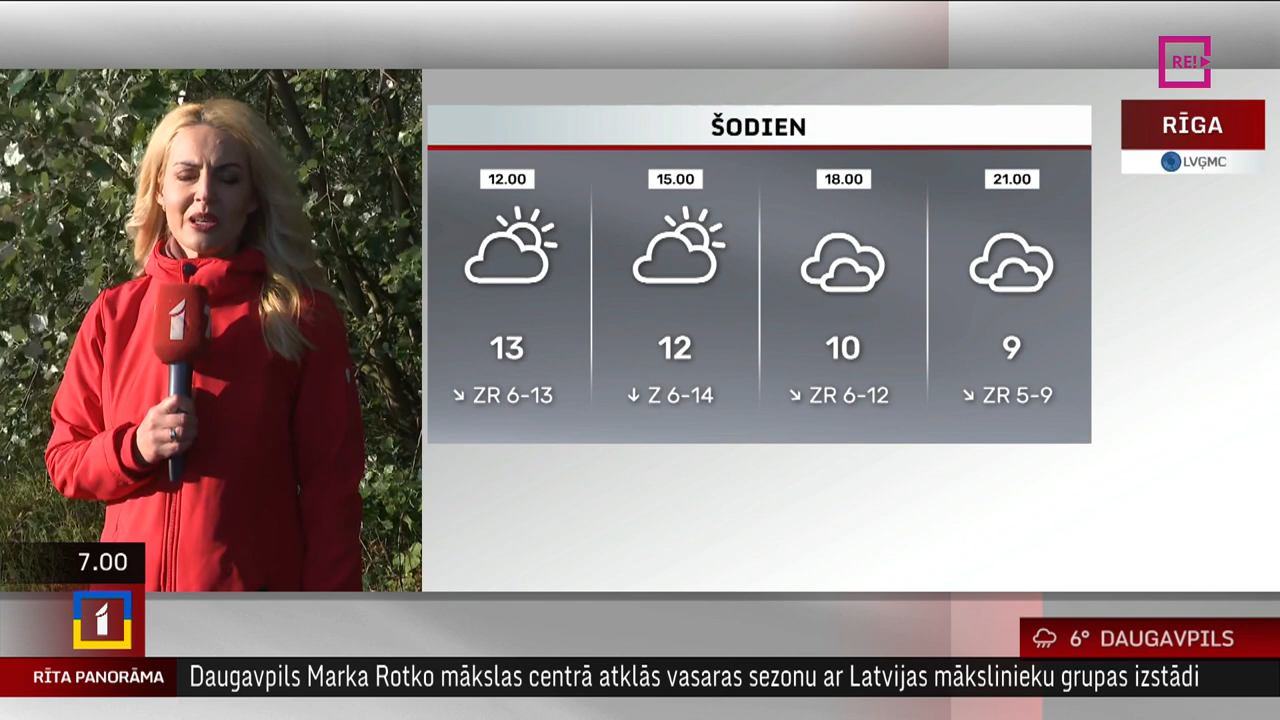 RE!
ŠODIEN
RĪGA
LVĢMC
12.00 15.00 18.00 21.00
13 12 10 9
↘ ZR 6-13 ↓ Z 6-14 ↘ ZR 6-12 ↘ ZR 5-9
1
7.00
1
6° DAUGAVPILS
RĪTA PANORĀMA Daugavpils Marka Rotko mākslas centrā atklās vasaras sezonu ar Latvijas mākslinieku grupas izstādi